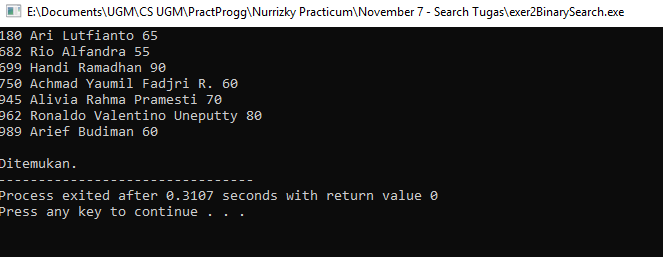 E:\Documents\UGM\CS UGM\PractProgg\Nurrizky Practicum\November 7 - Search Tugas\exer2BinarySearch.exe
180 Ari Lutfianto 65
682 Rio Alfandra 55
699 Handi Ramadhan 90
750 Achmad Yaumil Fadjri R. 60
945 Alivia Rahma Pramesti 70
962 Ronaldo Valentino Uneputty 80
989 Arief Budiman 60
Ditemukan.
--------------------------------
Process exited after 0.3107 seconds with return value 0
Press any key to continue . . .